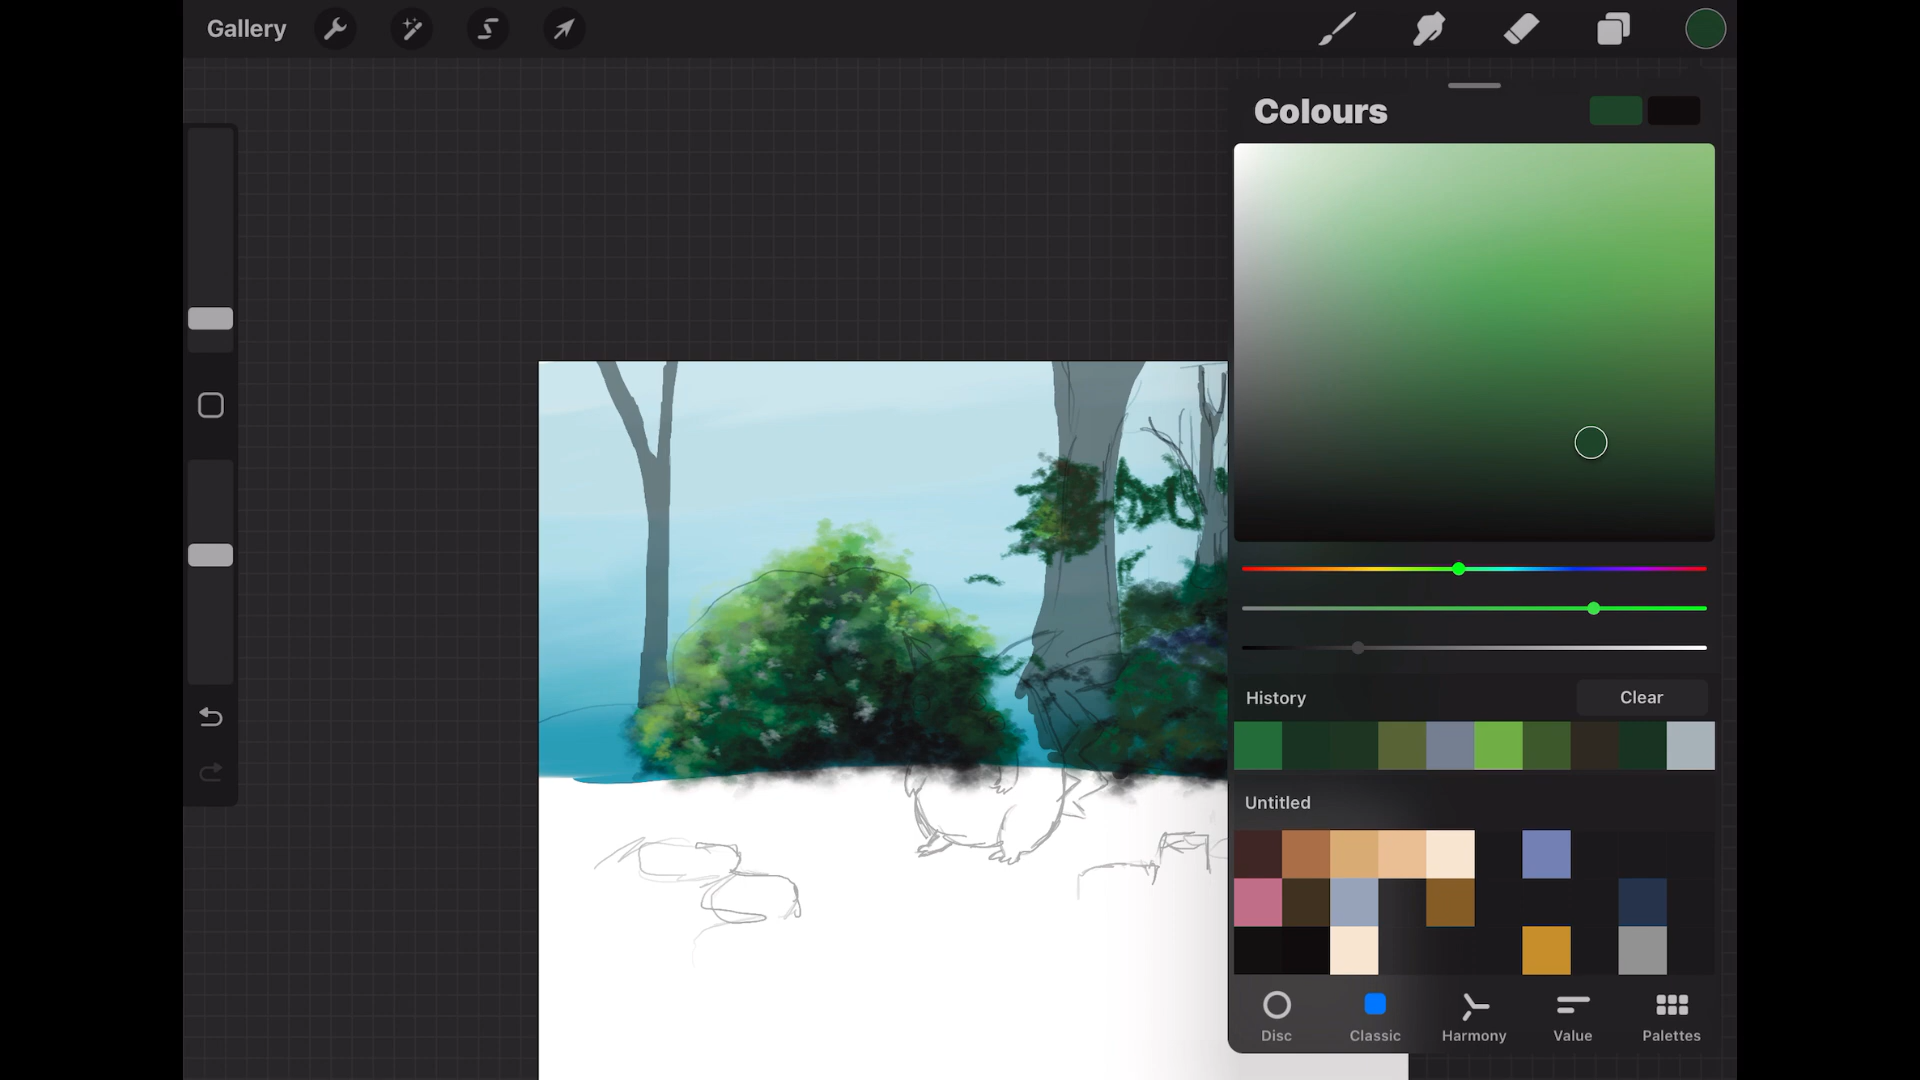 Gallery
Colours
History
Clear
Untitled
Disc
Classic
Harmony
Value
Palettes